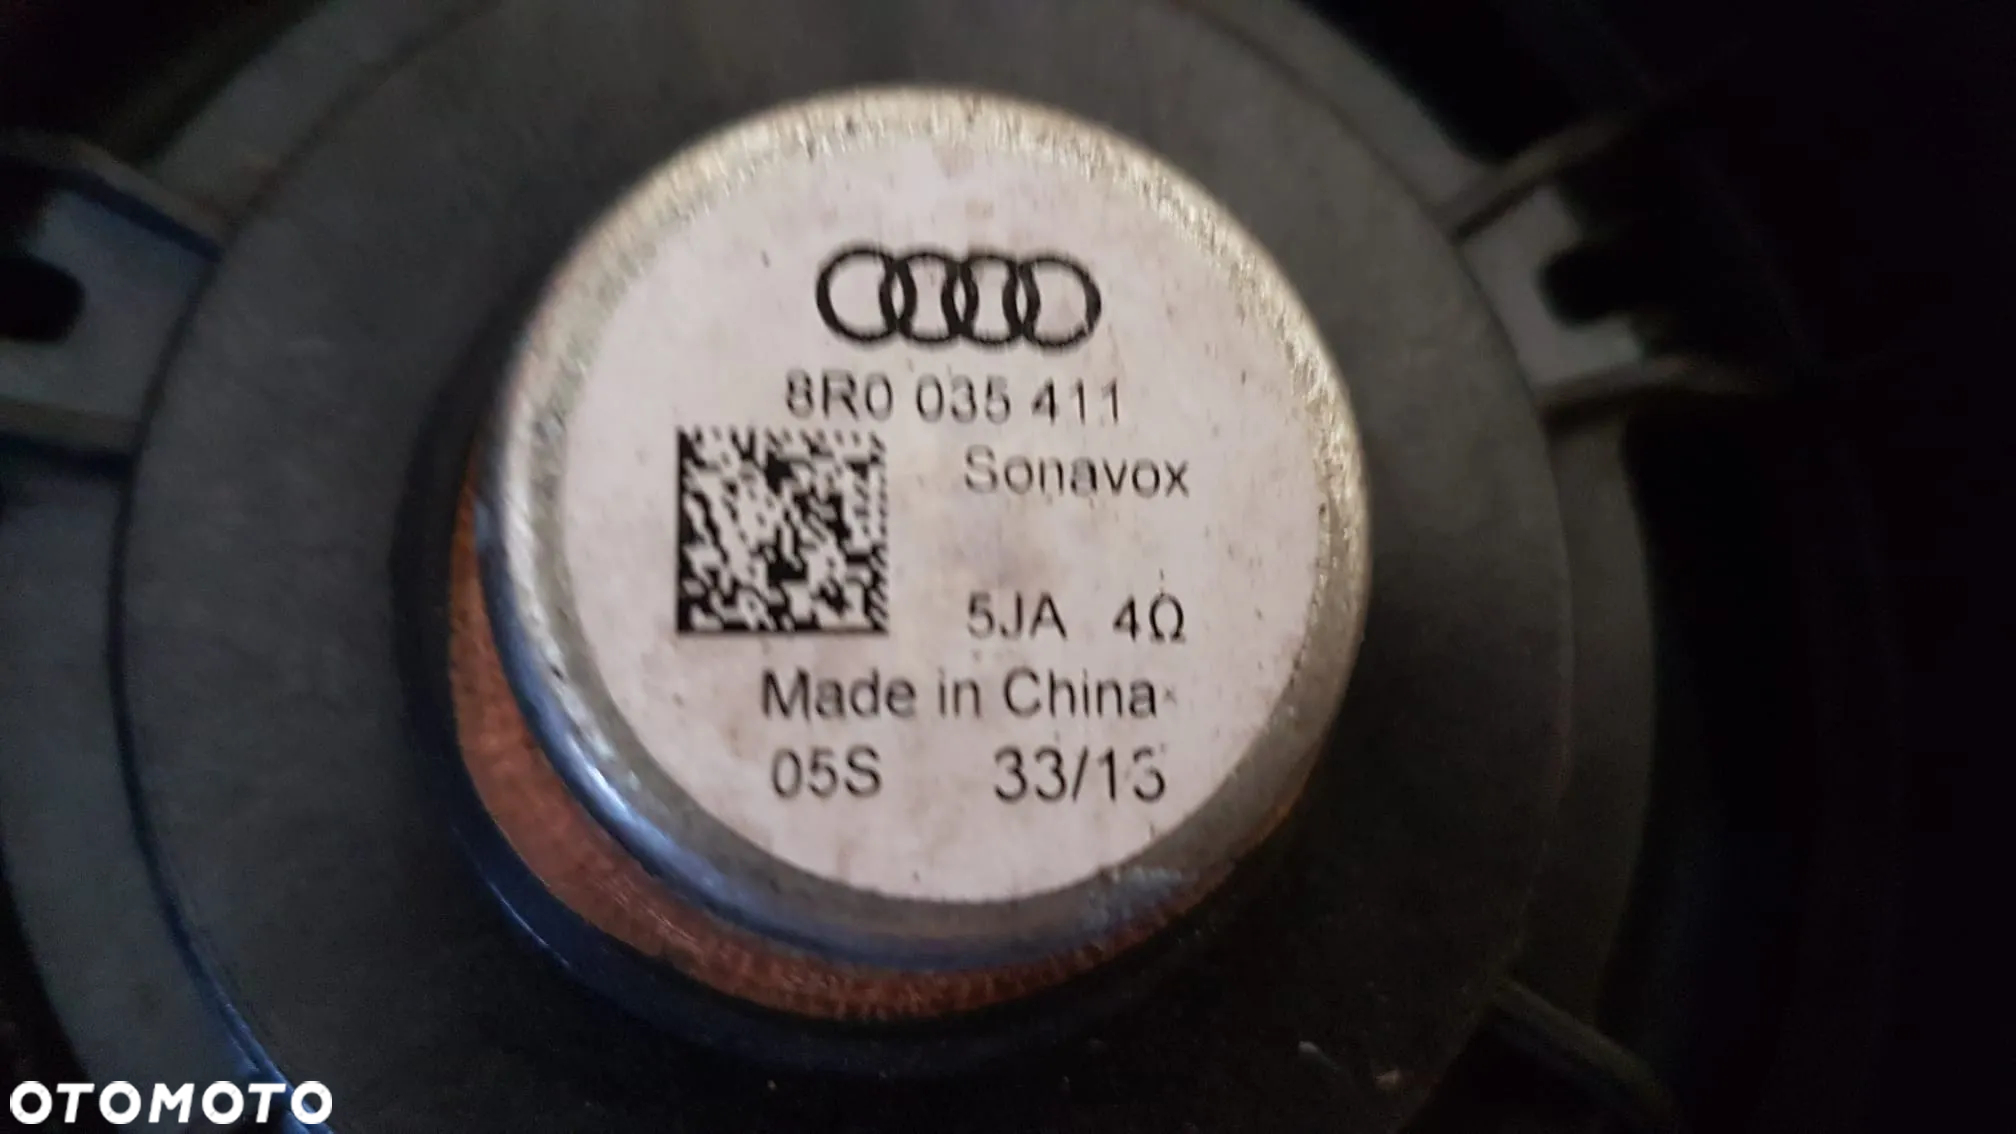 8R0 035 411
Sonavox
5JA 4Ω
Made in China
05S 33/13
OTOMOTO